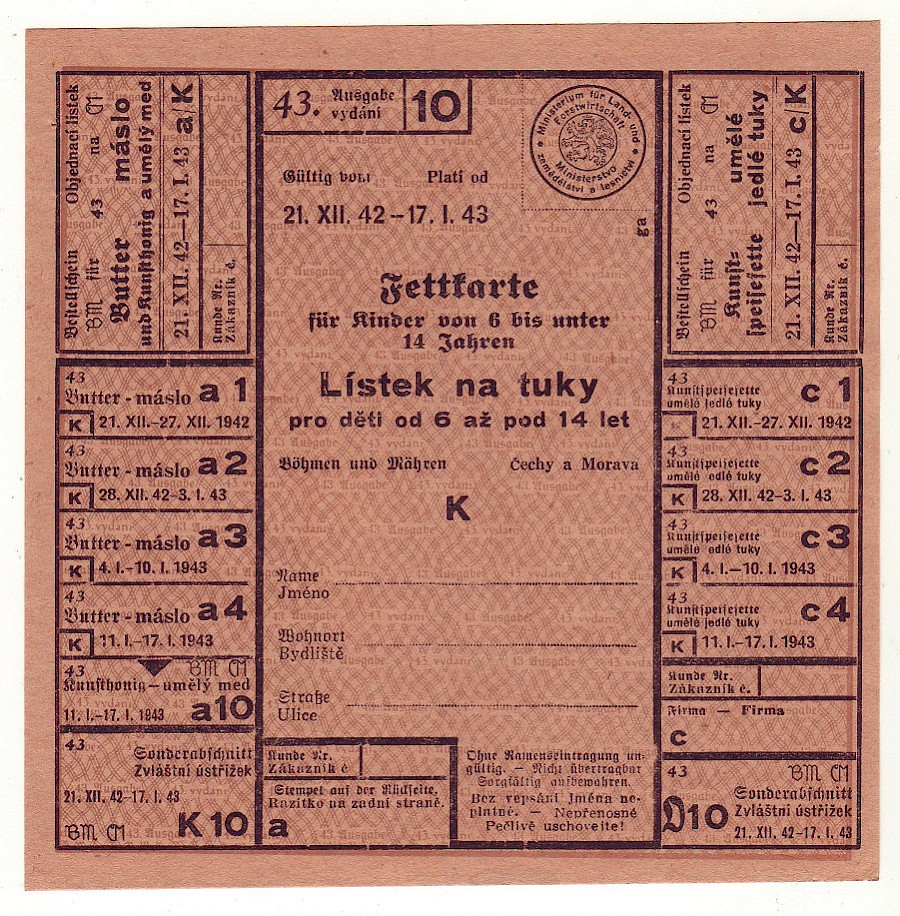 Bestellschein Objednací lístek
BM für 43 na ČM
Butter máslo
und Kunsthonig a umělý med
21. XII. 42—17. I. 43 a/K
Kunde Nr.
Zákazník č.
43. Ausgabe vydání 10
Ministerium für Land- und Forstwirtschaft
Ministerstvo zemědělství a lesnictví
Gültig vom Platí od
21. XII. 42–17. I. 43
ga
Fettkarte
für Kinder von 6 bis unter
14 Jahren
Lístek na tuky
pro děti od 6 až pod 14 let
Böhmen und Mähren Čechy a Morava
K
Name
Jméno
Wohnort
Bydliště
Straße
Ulice
Kunde Nr.
Zákazník č
Stempel auf der Rückseite.
Razítko na zadní straně.
a
Ohne Namenseintragung un-
gültig. — Nicht übertragbar
Sorgfältig aufbewahren.
Bez vepsání jména ne-
platné. — Nepřenosné
Pečlivě uschovejte!
Bestellschein Objednací lístek
BM für 43 na ČM
Kunst- umělé
speisefette jedlé tuky
21. XII. 42—17. I. 43 c/K
Kunde Nr.
Zákazník č.
43
Butter - máslo a 1
K 21. XII.–27. XII. 1942
43
Butter - máslo a 2
K 28. XII. 42–3. I. 43
43
Butter - máslo a 3
K 4. I.–10. I. 1943
43
Butter - máslo a 4
K 11. I.–17. I. 1943
43 BM ČM
Kunsthonig — umělý med
11. I.–17. I. 1943 a10
43
Sonderabschnitt
Zvláštní ústřižek
21. XII. 42–17. I. 43
BM ČM K 10
43
Kunstspeisefette
umělé jedlé tuky c 1
K 21. XII.–27. XII. 1942
43
Kunstspeisefette
umělé jedlé tuky c 2
K 28. XII. 42–3. I. 43
43
Kunstspeisefette
umělé edlé tuky c 3
K 4. I.–10. I. 1943
43
Kunstspeisefette
umělé jedlé tuky c 4
K 11. I.–17. I. 1943
Kunde Nr.
Zákazník č.
Firma — Firma
c
43 BM ČM
Sonderabschnitt
Zvláštní ústřižek
D10 21. XII. 42–17. I. 43